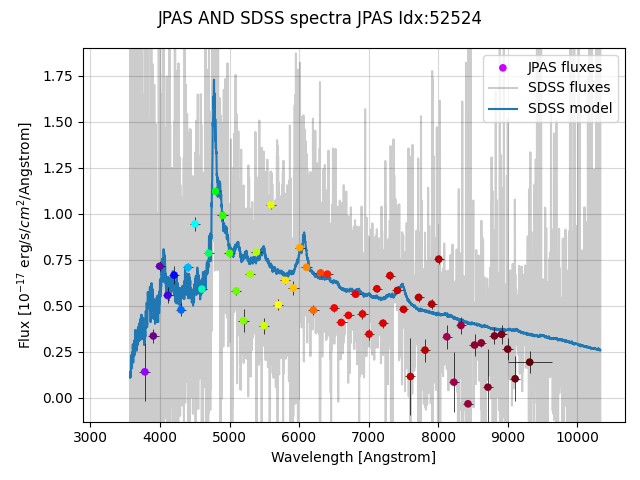 JPAS AND SDSS spectra JPAS Idx:52524
JPAS fluxes
SDSS fluxes
SDSS model
1.75
1.50
1.25
1.00
0.75
0.50
0.25
0.00
Flux [10⁻¹⁷ erg/s/cm²/Angstrom]
3000 4000 5000 6000 7000 8000 9000 10000
Wavelength [Angstrom]